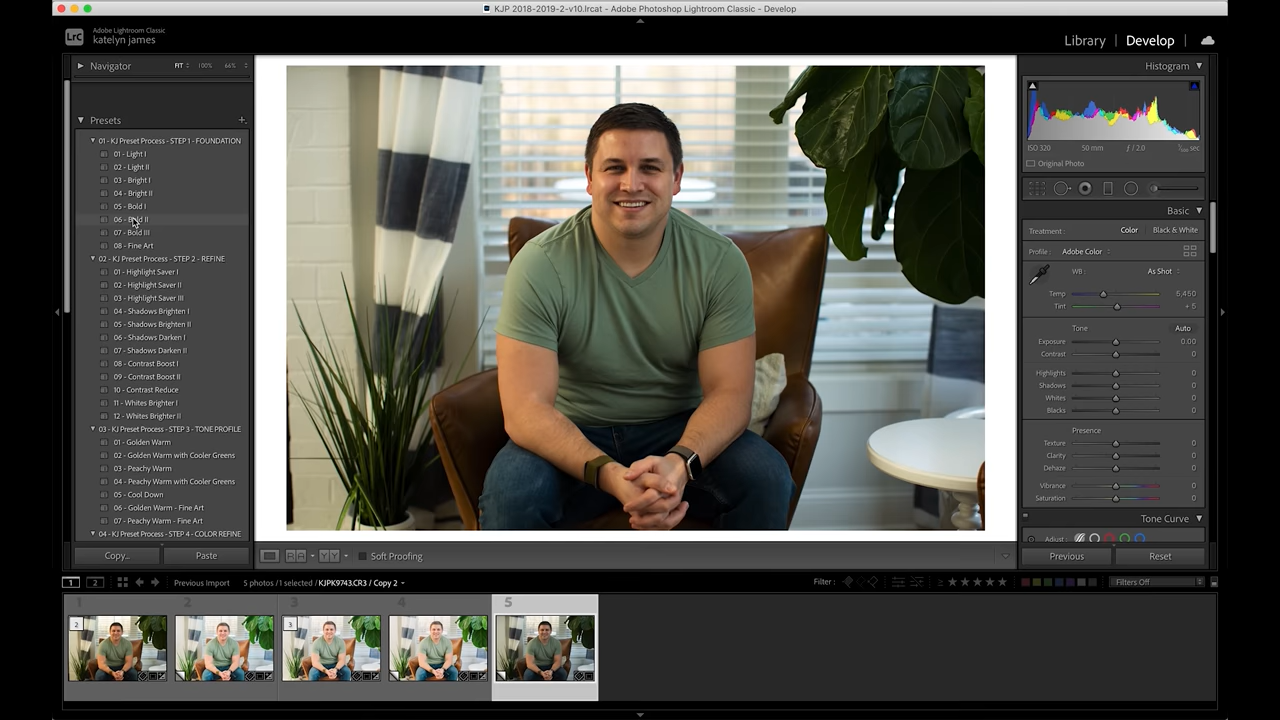 KJP 2018-2019-2-v10.lrcat - Adobe Photoshop Lightroom Classic - Develop
LrC
Adobe Lightroom Classic
katelyn james
Library | Develop
Navigator FIT 100% 66%
Presets
01 - KJ Preset Process - STEP 1 - FOUNDATION
01 - Light I
02 - Light II
03 - Bright I
04 - Bright II
05 - Bold I
06 - Bold II
07 - Bold III
08 - Fine Art
02 - KJ Preset Process - STEP 2 - REFINE
01 - Highlight Saver I
02 - Highlight Saver II
03 - Highlight Saver III
04 - Shadows Brighten I
05 - Shadows Brighten II
06 - Shadows Darken I
07 - Shadows Darken II
08 - Contrast Boost I
09 - Contrast Boost II
10 - Contrast Reduce
11 - Whites Brighter I
12 - Whites Brighter II
03 - KJ Preset Process - STEP 3 - TONE PROFILE
01 - Golden Warm
02 - Golden Warm with Cooler Greens
03 - Peachy Warm
04 - Peachy Warm with Cooler Greens
05 - Cool Down
06 - Golden Warm - Fine Art
07 - Peachy Warm - Fine Art
04 - KJ Preset Process - STEP 4 - COLOR REFINE
Copy... Paste
Soft Proofing
Histogram
ISO 320 50 mm ƒ / 2.0 sec
Original Photo
Basic
Treatment : Color Black & White
Profile : Adobe Color
WB : As Shot
Temp 5,450
Tint + 5
Tone Auto
Exposure 0.00
Contrast 0
Highlights 0
Shadows 0
Whites 0
Blacks 0
Presence
Texture 0
Clarity 0
Dehaze 0
Vibrance 0
Saturation 0
Tone Curve
Adjust :
Previous Reset
1 2 Previous Import 5 photos / 1 selected / KJPK9743.CR3 / Copy 2 Filter : Filters Off
1 2 3 4 5
2 3